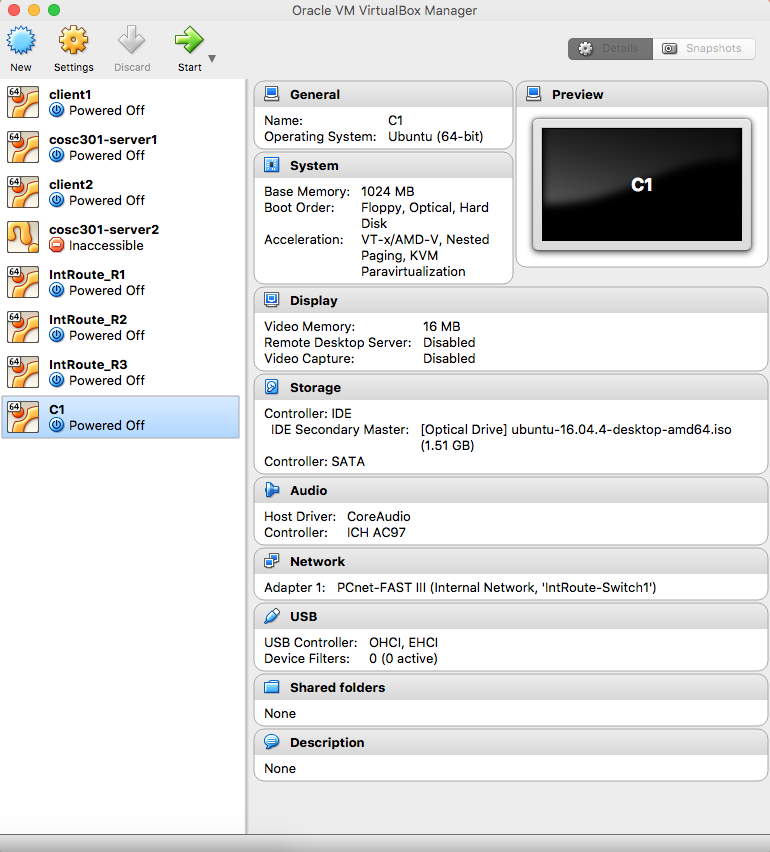 Oracle VM VirtualBox Manager
New
Settings
Discard
Start
Details
Snapshots
64
client1
Powered Off
64
cosc301-server1
Powered Off
64
client2
Powered Off
cosc301-server2
Inaccessible
64
IntRoute_R1
Powered Off
64
IntRoute_R2
Powered Off
64
IntRoute_R3
Powered Off
64
C1
Powered Off
General
Name: C1
Operating System: Ubuntu (64-bit)
Preview
C1
System
Base Memory: 1024 MB
Boot Order: Floppy, Optical, Hard
Disk
Acceleration: VT-x/AMD-V, Nested
Paging, KVM
Paravirtualization
Display
Video Memory: 16 MB
Remote Desktop Server: Disabled
Video Capture: Disabled
Storage
Controller: IDE
IDE Secondary Master: [Optical Drive] ubuntu-16.04.4-desktop-amd64.iso
(1.51 GB)
Controller: SATA
Audio
Host Driver: CoreAudio
Controller: ICH AC97
Network
Adapter 1: PCnet-FAST III (Internal Network, 'IntRoute-Switch1')
USB
USB Controller: OHCI, EHCI
Device Filters: 0 (0 active)
Shared folders
None
Description
None